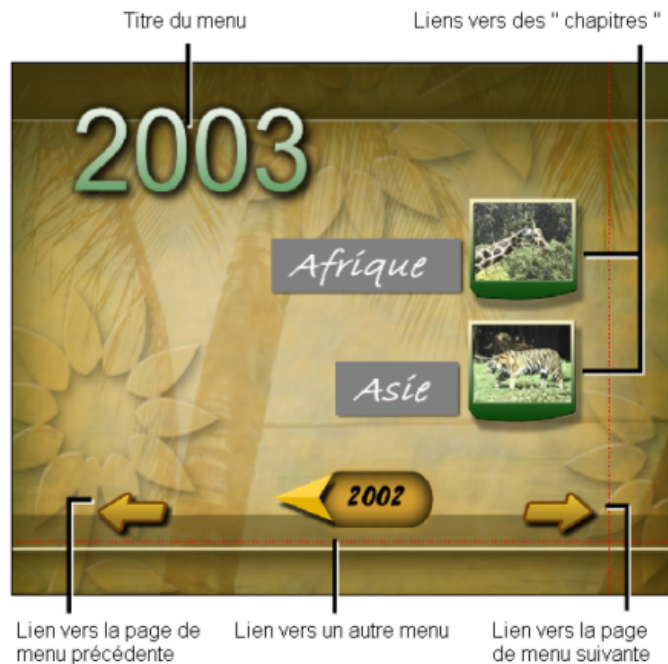 Titre du menu
Liens vers des " chapitres "
2003
Afrique
Asie
2002
Lien vers la page de
menu précédente
Lien vers un autre menu
Lien vers la page
de menu suivante